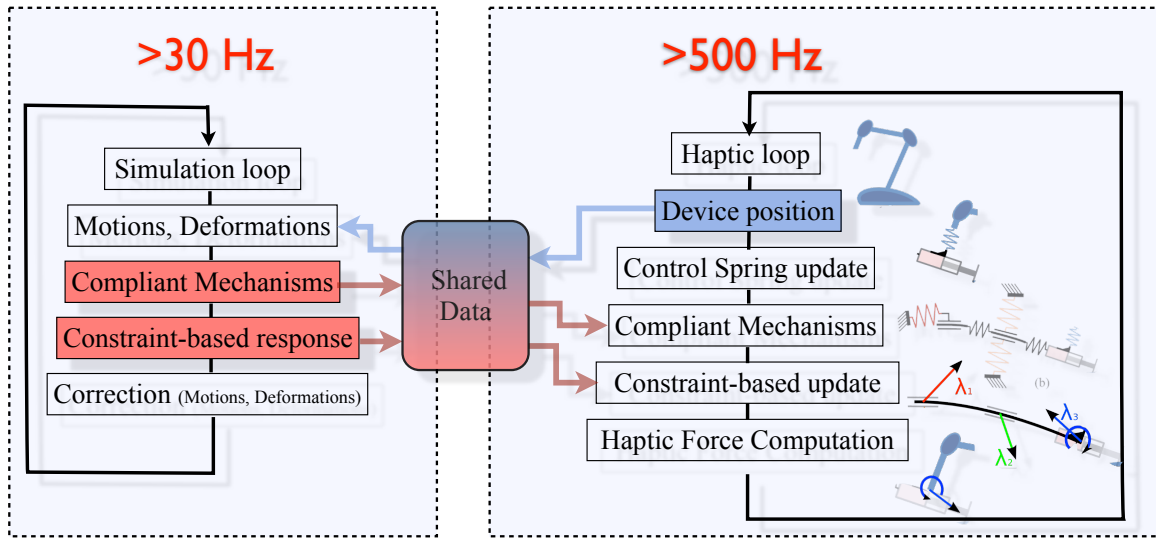 >30 Hz
Simulation loop
Motions, Deformations
Compliant Mechanisms
Constraint-based response
Correction (Motions, Deformations)
Shared
Data
>500 Hz
Haptic loop
Device position
Control Spring update
Compliant Mechanisms
Constraint-based update
Haptic Force Computation
(b)
λ1
λ2
λ3